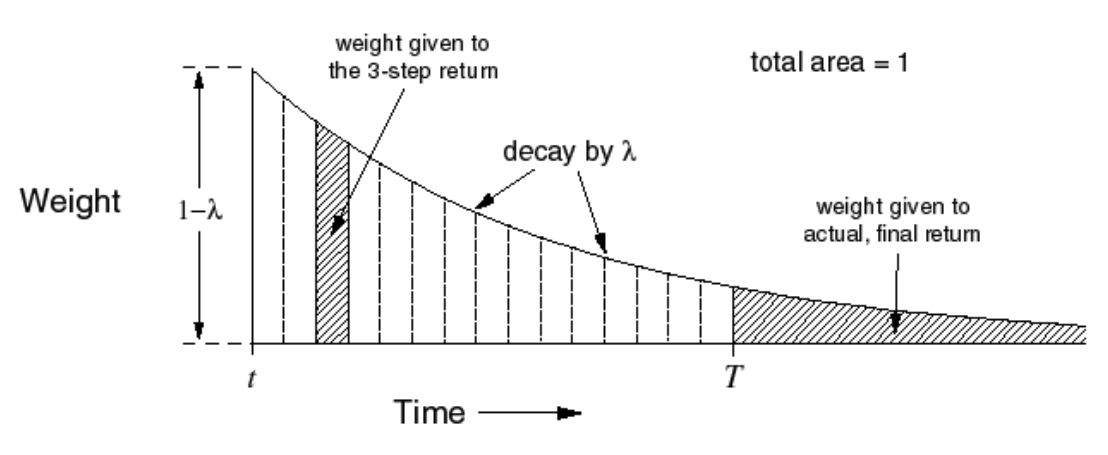 weight given to
the 3-step return
total area = 1
decay by λ
Weight
1−λ
weight given to
actual, final return
t
T
Time